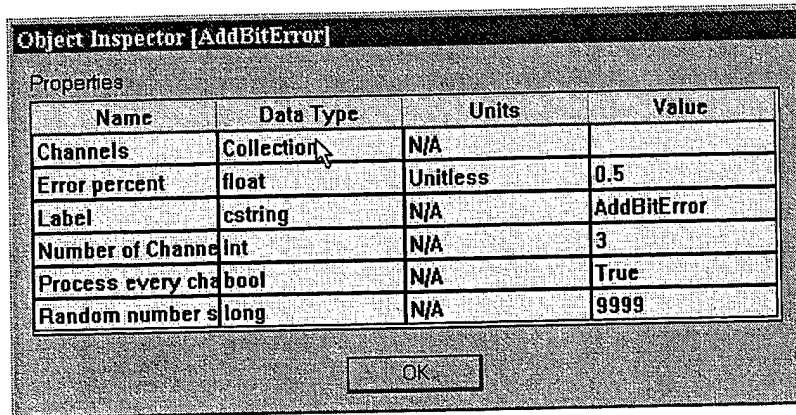 Object Inspector [AddBitError]
Properties
Name Data Type Units Value
Channels Collection N/A
Error percent float Unitless 0.5
Label cstring N/A AddBitError
Number of Channe Int N/A 3
Process every cha bool N/A True
Random number s long N/A 9999
OK